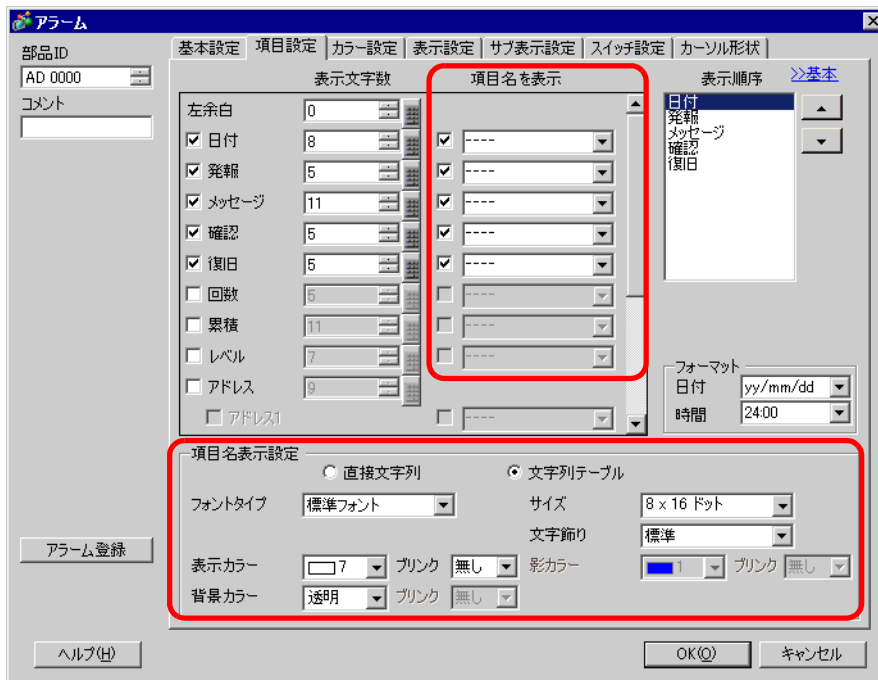 アラーム
部品ID
AD 0000
コメント
基本設定 項目設定 カラー設定 表示設定 サブ表示設定 スイッチ設定 カーソル形状
表示文字数 項目名を表示 表示順序 >>基本
左余白 0
日付 8 ----
発報 5 ----
メッセージ 11 ----
確認 5 ----
復旧 5 ----
回数 5 ----
累積 11 ----
レベル 7 ----
アドレス 9
アドレス1 ----
日付
発報
メッセージ
確認
復旧
フォーマット
日付 yy/mm/dd
時間 24:00
項目名表示設定
直接文字列 文字列テーブル
フォントタイプ 標準フォント サイズ 8 x 16 ドット
文字飾り 標準
表示カラー 7 ブリンク 無し 影カラー 1 ブリンク 無し
背景カラー 透明 ブリンク 無し
アラーム登録
ヘルプ(H) OK(O) キャンセル